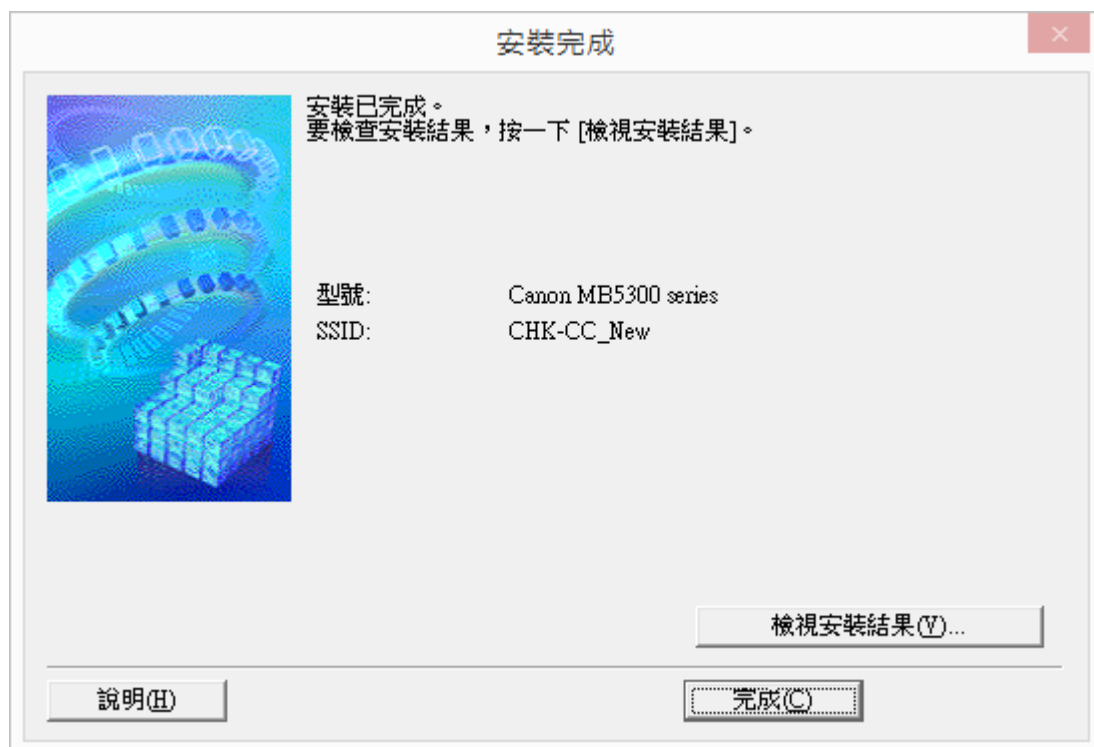 安裝完成
安裝已完成。
要檢查安裝結果，按一下 [檢視安裝結果]。
型號: Canon MB5300 series
SSID: CHK-CC_New
檢視安裝結果(V)...
說明(H) 完成(C)